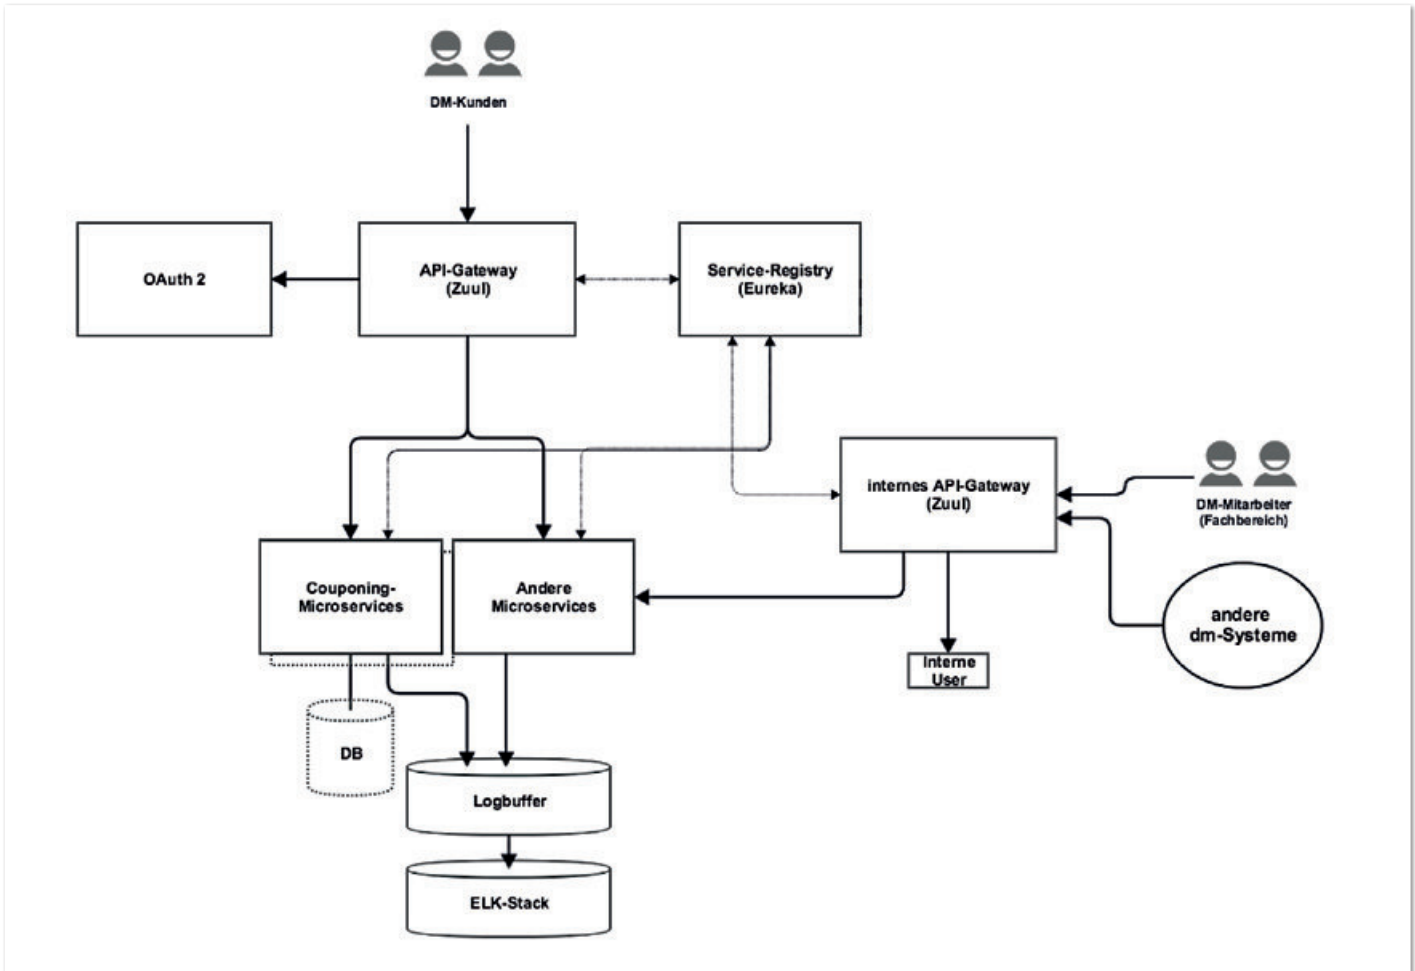 DM-Kunden
OAuth 2
API-Gateway
(Zuul)
Service-Registry
(Eureka)
internes API-Gateway
(Zuul)
DM-Mitarbeiter
(Fachbereich)
Couponing-
Microservices
Andere
Microservices
andere
dm-Systeme
Interne
User
DB
Logbuffer
ELK-Stack